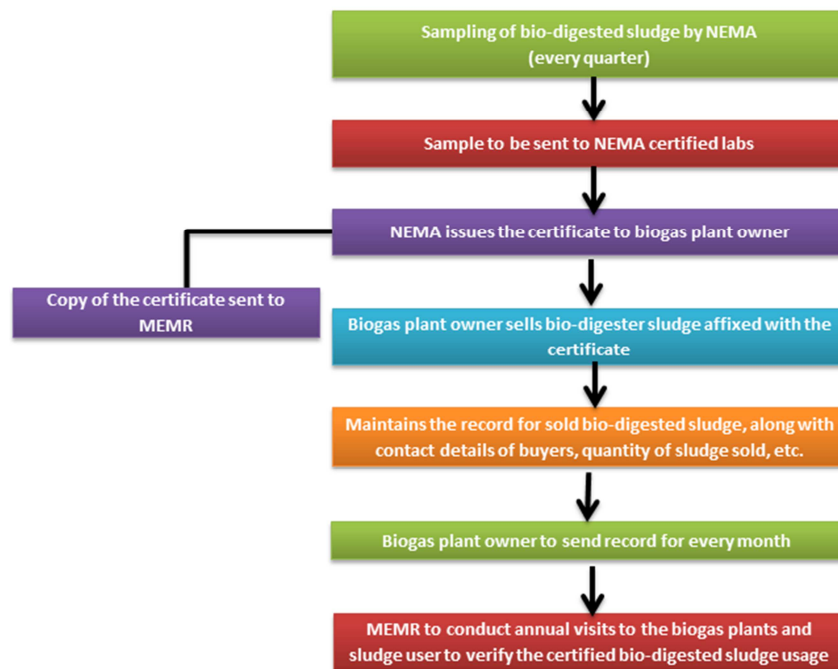 Sampling of bio-digested sludge by NEMA
(every quarter)
Sample to be sent to NEMA certified labs
NEMA issues the certificate to biogas plant owner
Copy of the certificate sent to
MEMR
Biogas plant owner sells bio-digester sludge affixed with the
certificate
Maintains the record for sold bio-digested sludge, along with
contact details of buyers, quantity of sludge sold, etc.
Biogas plant owner to send record for every month
MEMR to conduct annual visits to the biogas plants and
sludge user to verify the certified bio-digested sludge usage